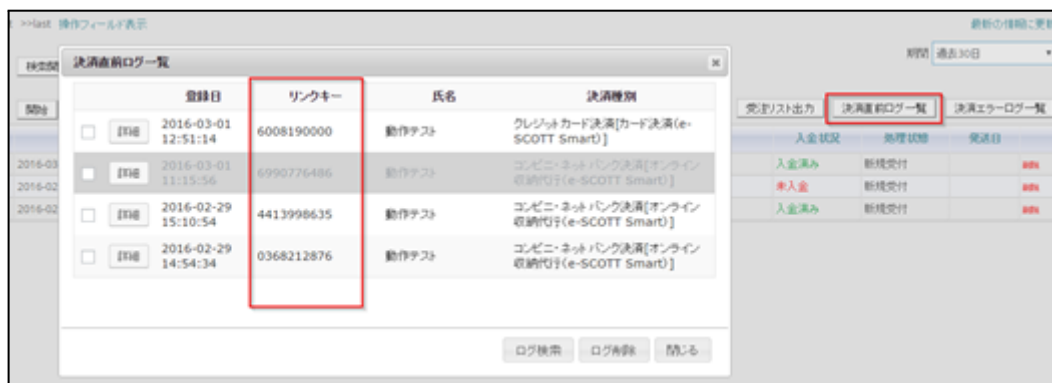 >>last 操作フィールド表示
最新の情報に更新
期間 過去30日
決済直前ログ一覧
登録日 リンクキー 氏名 決済種別
詳細 2016-03-01 12:51:14 6008190000 動作テスト クレジットカード決済[カード決済(e-SCOTT Smart)]
詳細 2016-03-01 11:15:56 6990776486 動作テスト コンビニ・ネットバンク決済[オンライン収納代行(e-SCOTT Smart)]
詳細 2016-02-29 15:10:54 4413998635 動作テスト コンビニ・ネットバンク決済[オンライン収納代行(e-SCOTT Smart)]
詳細 2016-02-29 14:54:34 0368212876 動作テスト コンビニ・ネットバンク決済[オンライン収納代行(e-SCOTT Smart)]
ログ検索 ログ削除 閉じる
開始
受注リスト出力 決済直前ログ一覧 決済エラーログ一覧
入金状況 処理状態 発送日
2016-03 入金済み 新規受付 削除
2016-02 未入金 新規受付 削除
2016-02 入金済み 新規受付 削除